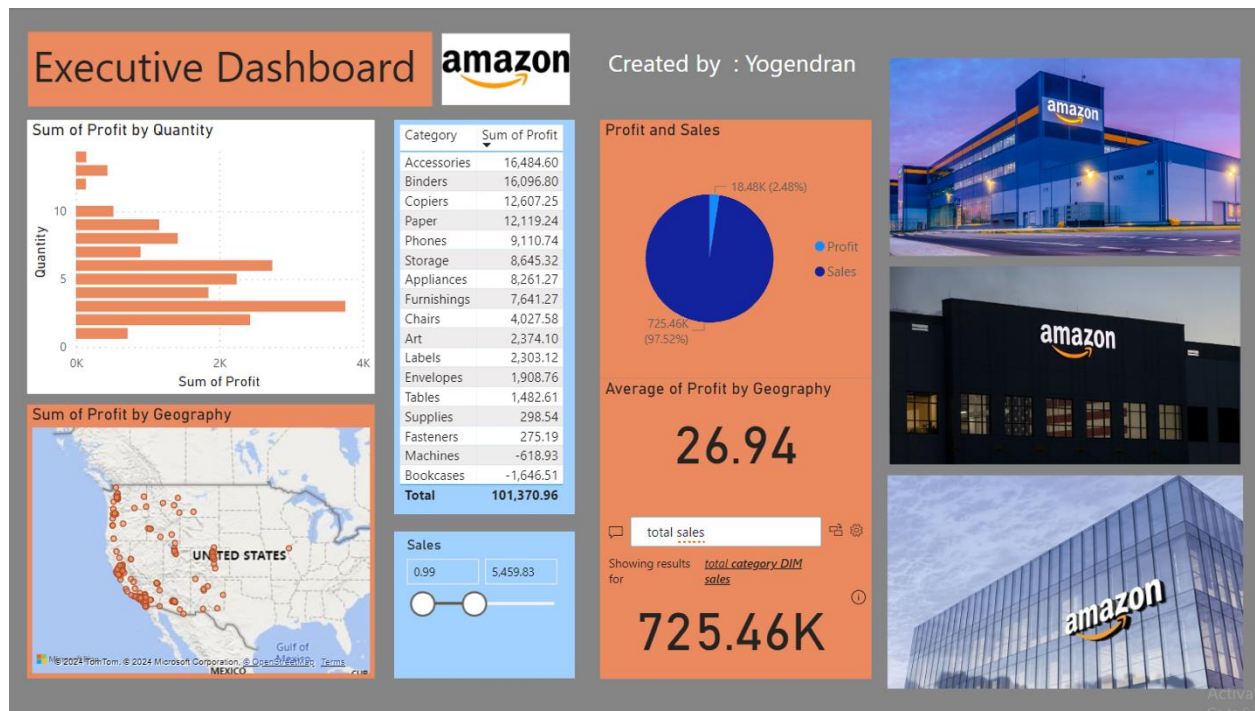 Executive Dashboard
amazon
Created by : Yogendran
Sum of Profit by Quantity
Quantity
10
5
0
0K 2K 4K
Sum of Profit
Sum of Profit by Geography
UNITED STATES
Gulf of
MEXICO
© 2024 TomTom, © 2024 Microsoft Corporation, © OpenStreetMap Terms
Category Sum of Profit
Accessories 16,484.60
Binders 16,096.80
Copiers 12,607.25
Paper 12,119.24
Phones 9,110.74
Storage 8,645.32
Appliances 8,261.27
Furnishings 7,641.27
Chairs 4,027.58
Art 2,374.10
Labels 2,303.12
Envelopes 1,908.76
Tables 1,482.61
Supplies 298.54
Fasteners 275.19
Machines -618.93
Bookcases -1,646.51
Total 101,370.96
Sales
0.99 5,459.83
Profit and Sales
18.48K (2.48%)
Profit
Sales
725.46K
(97.52%)
Average of Profit by Geography
26.94
total sales
Showing results for total category DIM sales
725.46K
amazon
amazon
amazon